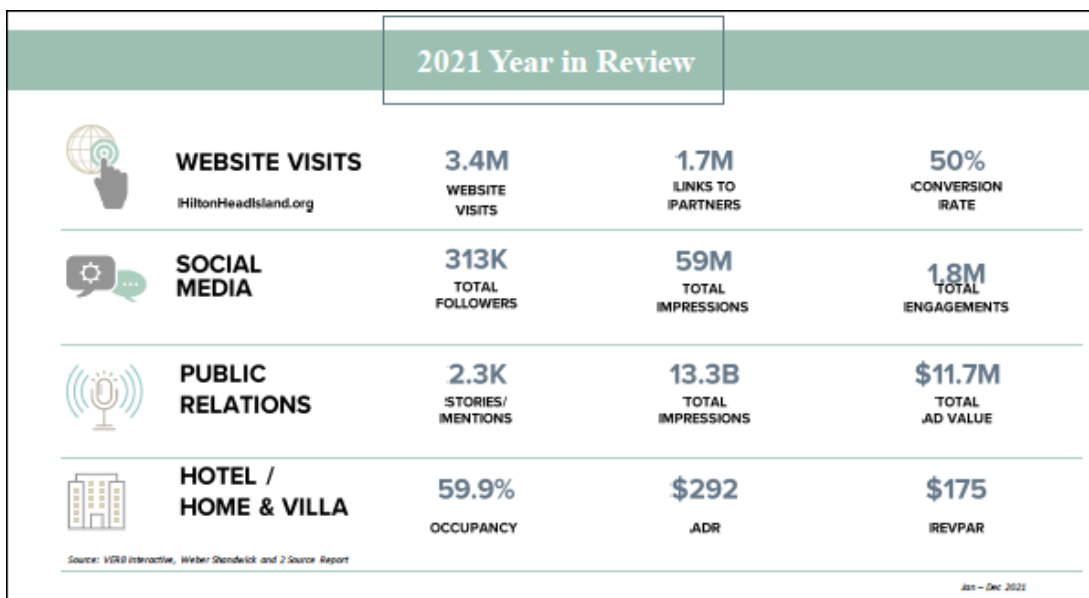 2021 Year in Review
WEBSITE VISITS
HiltonHeadIsland.org
3.4M
WEBSITE
VISITS
1.7M
LINKS TO
PARTNERS
50%
CONVERSION
RATE
SOCIAL
MEDIA
313K
TOTAL
FOLLOWERS
59M
TOTAL
IMPRESSIONS
1.8M
TOTAL
ENGAGEMENTS
PUBLIC
RELATIONS
2.3K
STORIES/
MENTIONS
13.3B
TOTAL
IMPRESSIONS
$11.7M
TOTAL
AD VALUE
HOTEL /
HOME & VILLA
59.9%
OCCUPANCY
$292
ADR
$175
REVPAR
Source: VERB Interactive, Weber Shandwick and 2 Source Report
Jan – Dec 2021